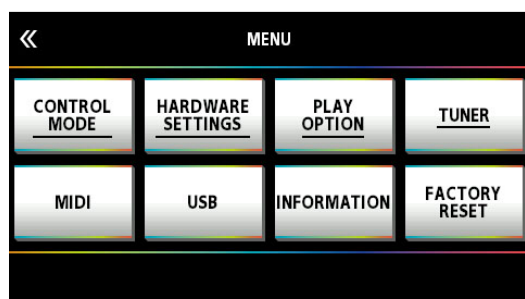 MENU
CONTROL
MODE
HARDWARE
SETTINGS
PLAY
OPTION
TUNER
MIDI
USB
INFORMATION
FACTORY
RESET